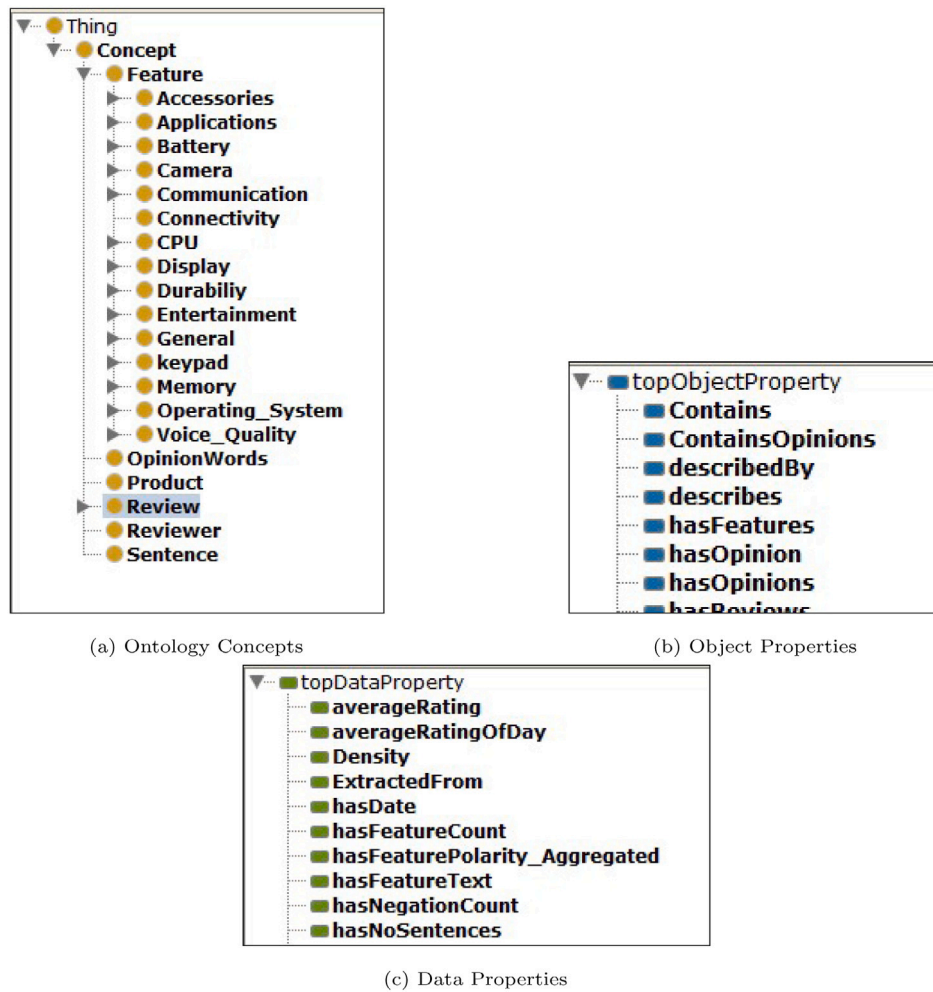 Thing
Concept
Feature
Accessories
Applications
Battery
Camera
Communication
Connectivity
CPU
Display
Durabiliy
Entertainment
General
keypad
Memory
Operating_System
Voice_Quality
OpinionWords
Product
Review
Reviewer
Sentence
(a) Ontology Concepts
topObjectProperty
Contains
ContainsOpinions
describedBy
describes
hasFeatures
hasOpinion
hasOpinions
hasReviews
(b) Object Properties
topDataProperty
averageRating
averageRatingOfDay
Density
ExtractedFrom
hasDate
hasFeatureCount
hasFeaturePolarity_Aggregated
hasFeatureText
hasNegationCount
hasNoSentences
(c) Data Properties